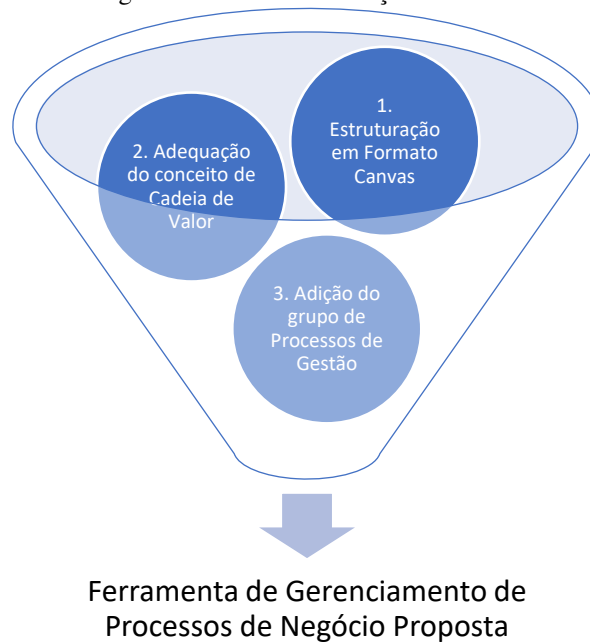 1.
Estruturação
em Formato
Canvas
2. Adequação
do conceito de
Cadeia de
Valor
3. Adição do
grupo de
Processos de
Gestão
Ferramenta de Gerenciamento de
Processos de Negócio Proposta